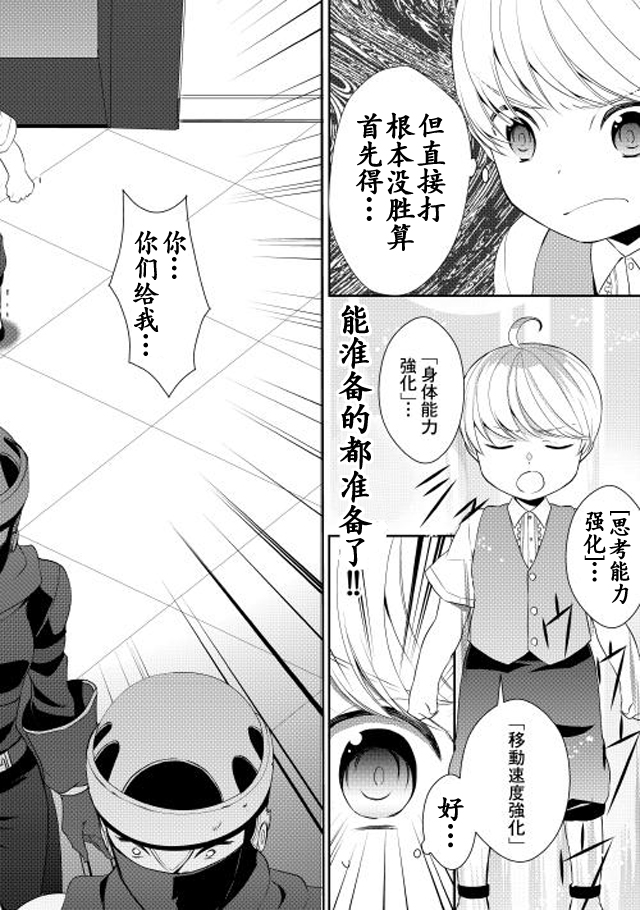 但直接打
根本没胜算
首先得…
「身体能力
強化」…
［思考能力
强化］…
「移動速度強化」
好…
能准备的都准备了!!
你…
你们给我…